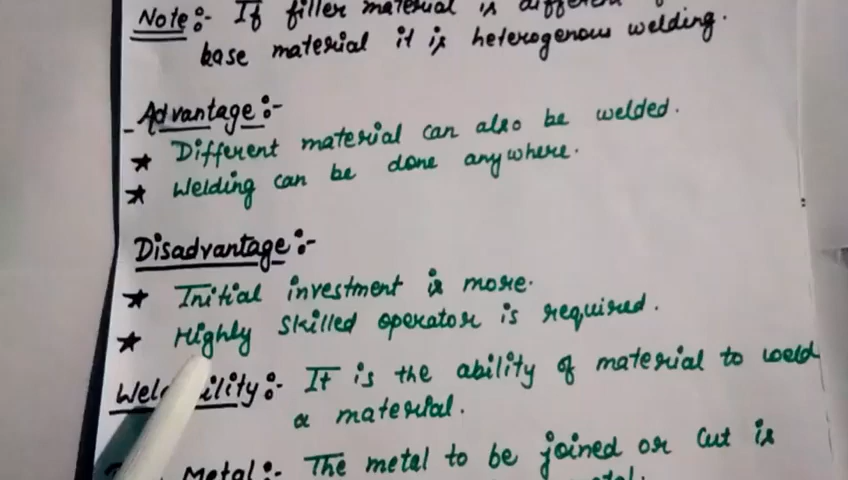 Note:- If filler material is different
base material it is heterogenous welding.
Advantage:-
* Different material can also be welded.
* Welding can be done anywhere.
Disadvantage:-
* Initial investment is more.
* Highly skilled operator is required.
:- It is the ability of material to weld
a material.
Metal:- The metal to be joined or cut is
metal.